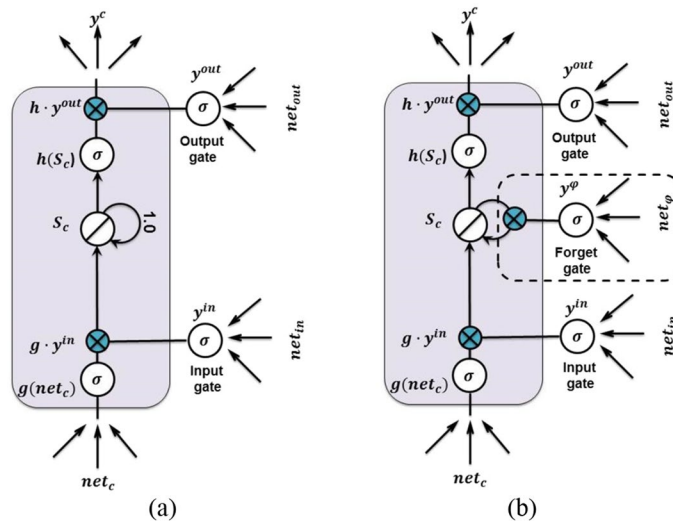 y^c
y^out
h · y^out
σ
net_out
Output
gate
h(S_c)
σ
S_c
1.0
y^in
g · y^in
σ
net_in
Input
gate
g(net_c)
σ
net_c
(a)
y^c
y^out
h · y^out
σ
net_out
Output
gate
h(S_c)
σ
y^φ
S_c
σ
net_φ
Forget
gate
y^in
g · y^in
σ
net_in
Input
gate
g(net_c)
σ
net_c
(b)